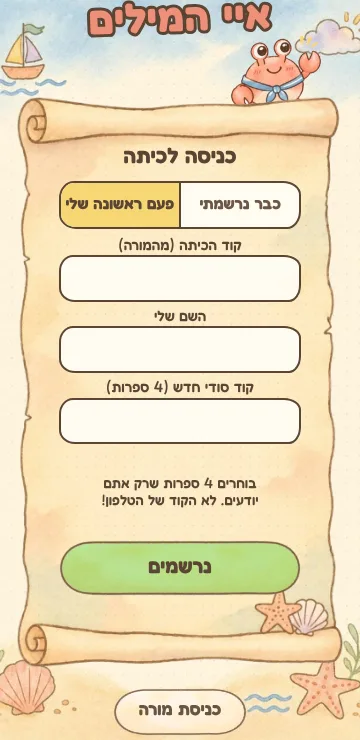 איי המילים
כניסה לכיתה
כבר נרשמתי
פעם ראשונה שלי
קוד הכיתה (מהמורה)
השם שלי
קוד סודי חדש (4 ספרות)
בוחרים 4 ספרות שרק אתם
יודעים. לא הקוד של הטלפון!
נרשמים
כניסת מורה